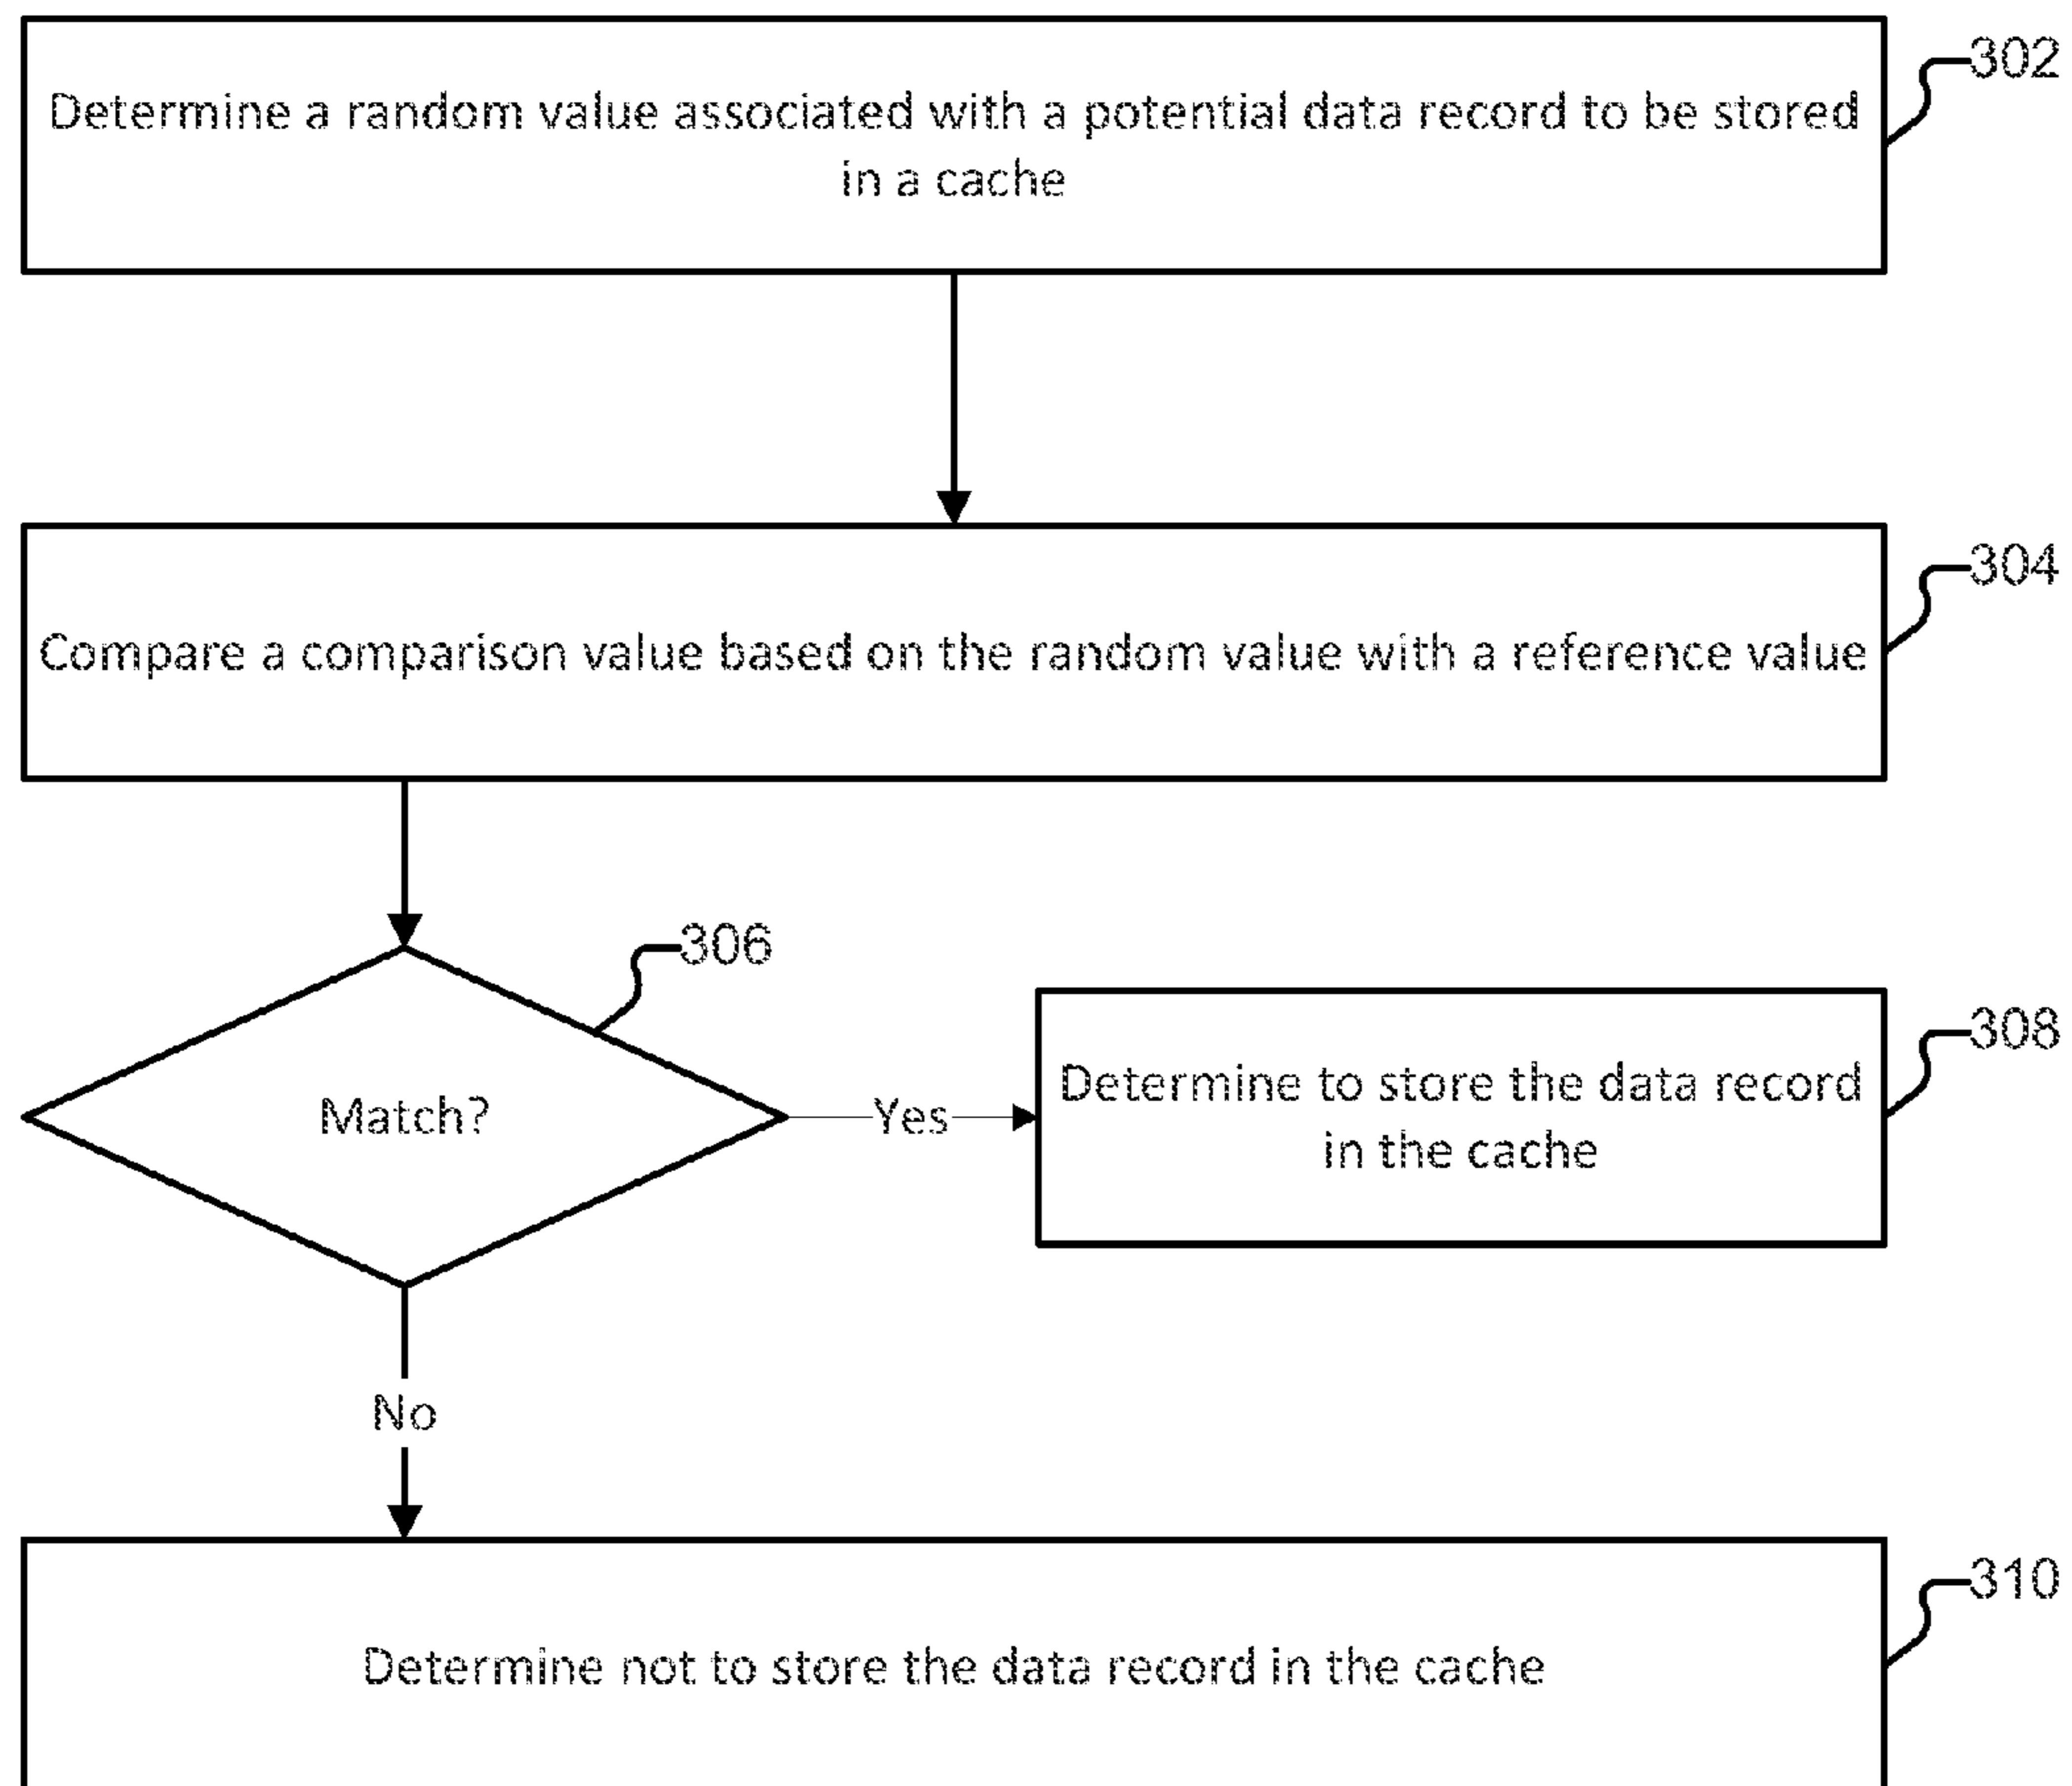 302
Determine a random value associated with a potential data record to be stored
in a cache
304
Compare a comparison value based on the random value with a reference value
306
Match?
Yes
308
Determine to store the data record
in the cache
No
310
Determine not to store the data record in the cache